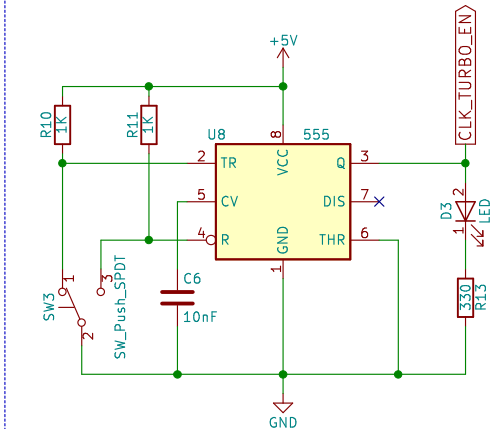 +5V
CLK_TURBO_EN
R10
1K
R11
1K
U8
555
2
TR
8
VCC
Q
3
5
CV
DIS
7
4
R
GND
1
THR
6
D3
2
1
LED
SW3
1
3
2
SW_Push_SPDT
C6
10nF
330
R13
GND